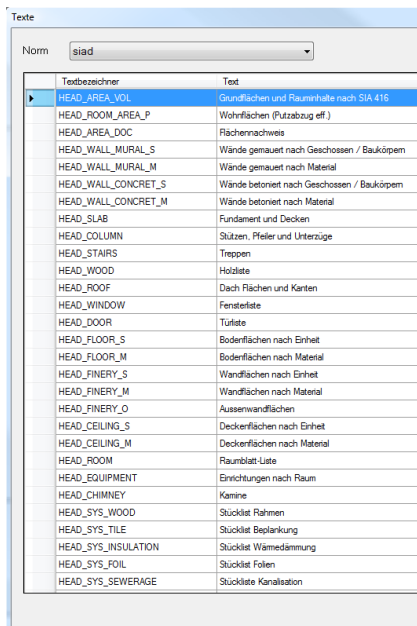 Texte
Norm siad
Textbezeichner Text
HEAD_AREA_VOL Grundflächen und Rauminhalte nach SIA 416
HEAD_ROOM_AREA_P Wohnflächen (Putzabzug eff.)
HEAD_AREA_DOC Flächennachweis
HEAD_WALL_MURAL_S Wände gemauert nach Geschossen / Baukörpern
HEAD_WALL_MURAL_M Wände gemauert nach Material
HEAD_WALL_CONCRET_S Wände betoniert nach Geschossen / Baukörpern
HEAD_WALL_CONCRET_M Wände betoniert nach Material
HEAD_SLAB Fundament und Decken
HEAD_COLUMN Stützen, Pfeiler und Unterzüge
HEAD_STAIRS Treppen
HEAD_WOOD Holzliste
HEAD_ROOF Dach Flächen und Kanten
HEAD_WINDOW Fensterliste
HEAD_DOOR Türliste
HEAD_FLOOR_S Bodenflächen nach Einheit
HEAD_FLOOR_M Bodenflächen nach Material
HEAD_FINERY_S Wandflächen nach Einheit
HEAD_FINERY_M Wandflächen nach Material
HEAD_FINERY_O Aussenwandflächen
HEAD_CEILING_S Deckenflächen nach Einheit
HEAD_CEILING_M Deckenflächen nach Material
HEAD_ROOM Raumblatt-Liste
HEAD_EQUIPMENT Einrichtungen nach Raum
HEAD_CHIMNEY Kamine
HEAD_SYS_WOOD Stücklist Rahmen
HEAD_SYS_TILE Stücklist Beplankung
HEAD_SYS_INSULATION Stücklist Wärmedämmung
HEAD_SYS_FOIL Stücklist Folien
HEAD_SYS_SEWERAGE Stückliste Kanalisation